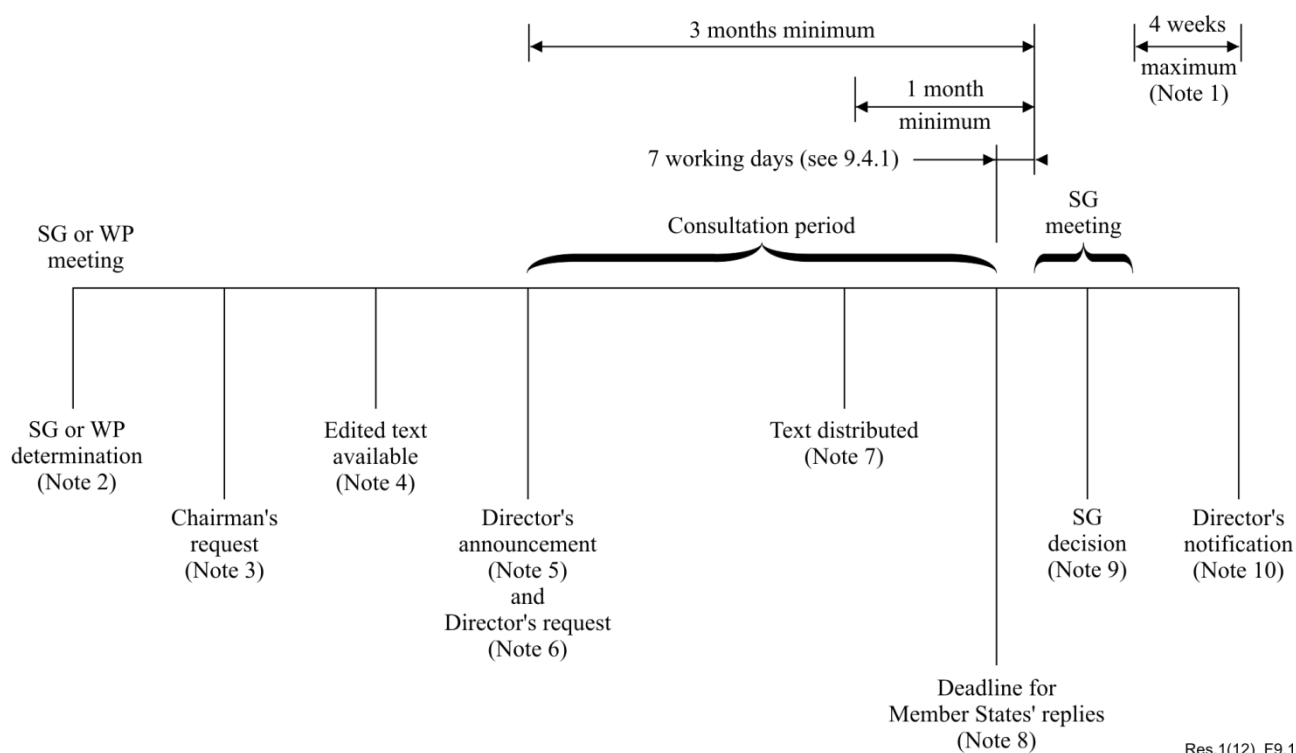 3 months minimum
4 weeks
maximum
(Note 1)
1 month
minimum
7 working days (see 9.4.1)
SG
meeting
Consultation period
SG or WP
meeting
SG or WP
determination
(Note 2)
Chairman's
request
(Note 3)
Edited text
available
(Note 4)
Director's
announcement
(Note 5)
and
Director's request
(Note 6)
Text distributed
(Note 7)
Deadline for
Member States' replies
(Note 8)
SG
decision
(Note 9)
Director's
notification
(Note 10)
Res.1(12)_F9.1